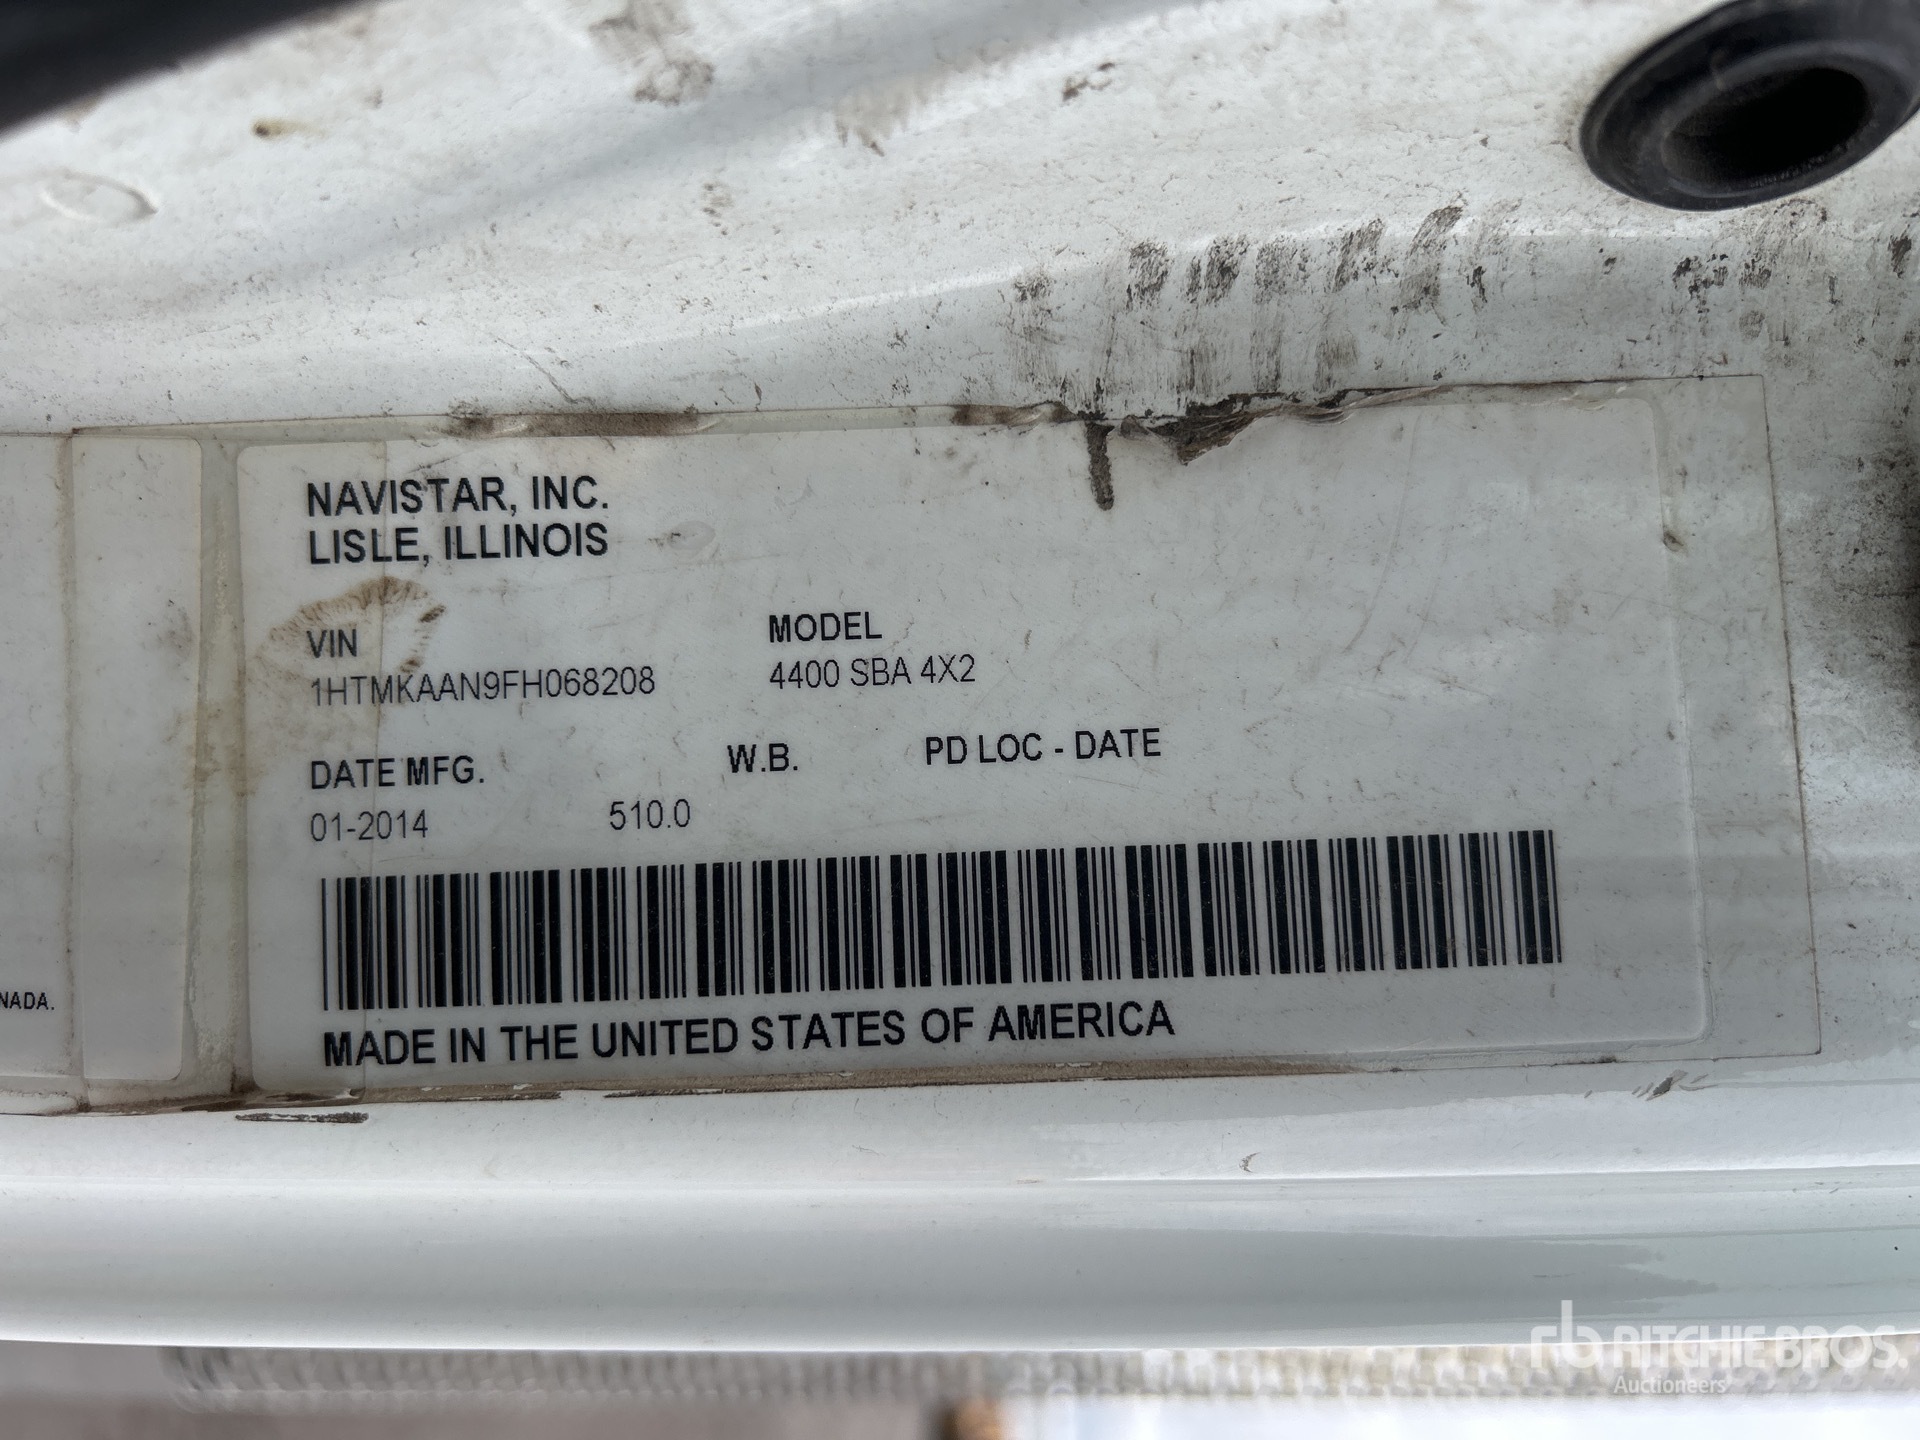 NAVISTAR, INC.
LISLE, ILLINOIS
VIN
1HTMKAAN9FH068208
MODEL
4400 SBA 4X2
DATE MFG.
01-2014
W.B.
510.0
PD LOC - DATE
MADE IN THE UNITED STATES OF AMERICA
NADA.
rb RITCHIE BROS.
Auctioneers